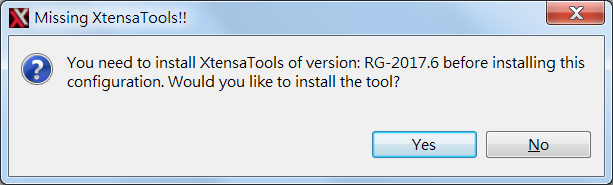 Missing XtensaTools!!
You need to install XtensaTools of version: RG-2017.6 before installing this
configuration. Would you like to install the tool?
Yes
No